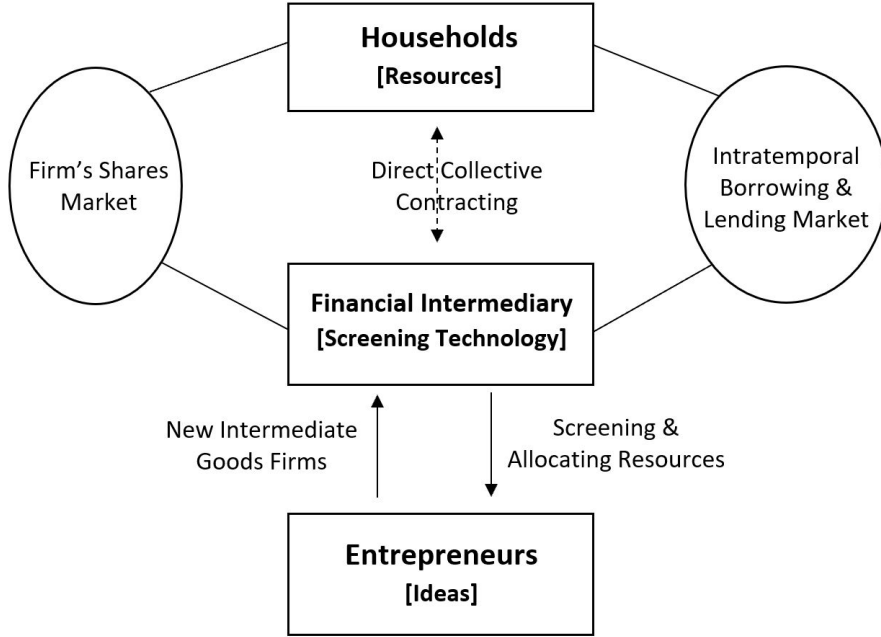 Households
[Resources]
Firm's Shares
Market
Direct Collective
Contracting
Intratemporal
Borrowing &
Lending Market
Financial Intermediary
[Screening Technology]
New Intermediate
Goods Firms
Screening &
Allocating Resources
Entrepreneurs
[Ideas]